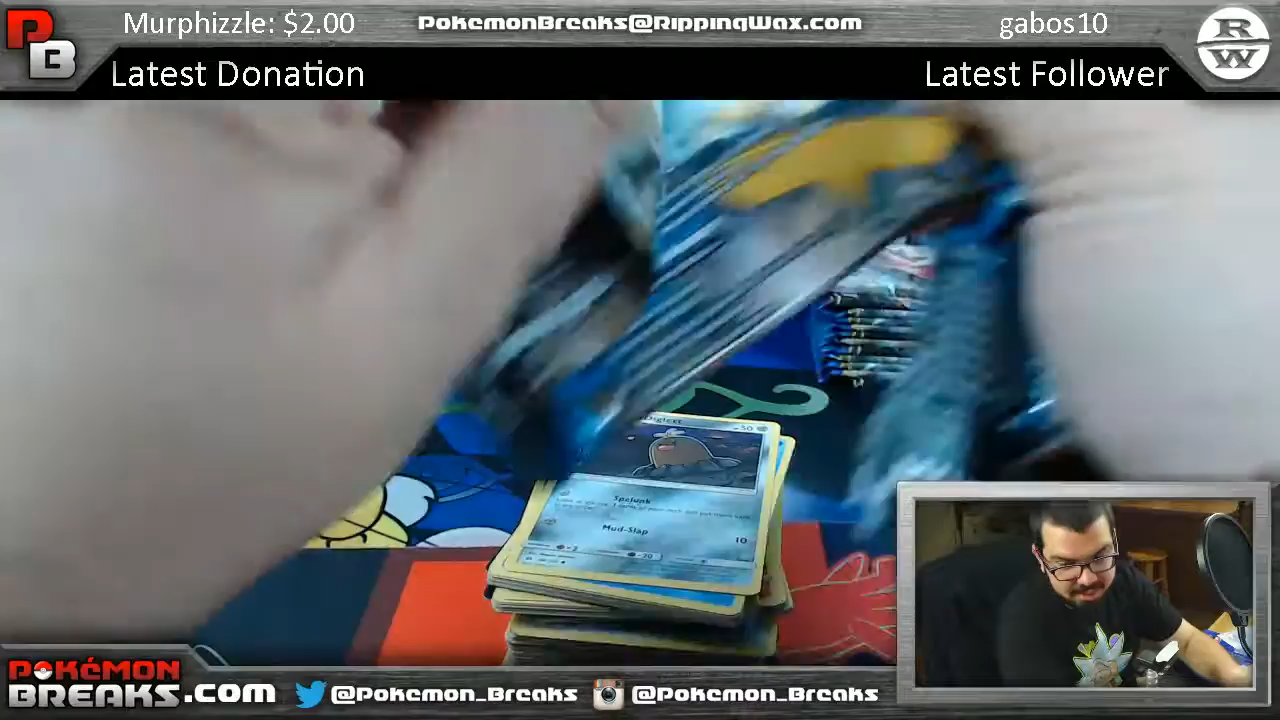 PB
Murphizzle: $2.00
PokemonBreaks@RippingWax.com
gabos10
RW
Latest Donation
Latest Follower
Diglett
50
Spelunk
Mud-Slap
10
POKéMON
BREAKS.com
@Pokemon_Breaks
@Pokemon_Breaks